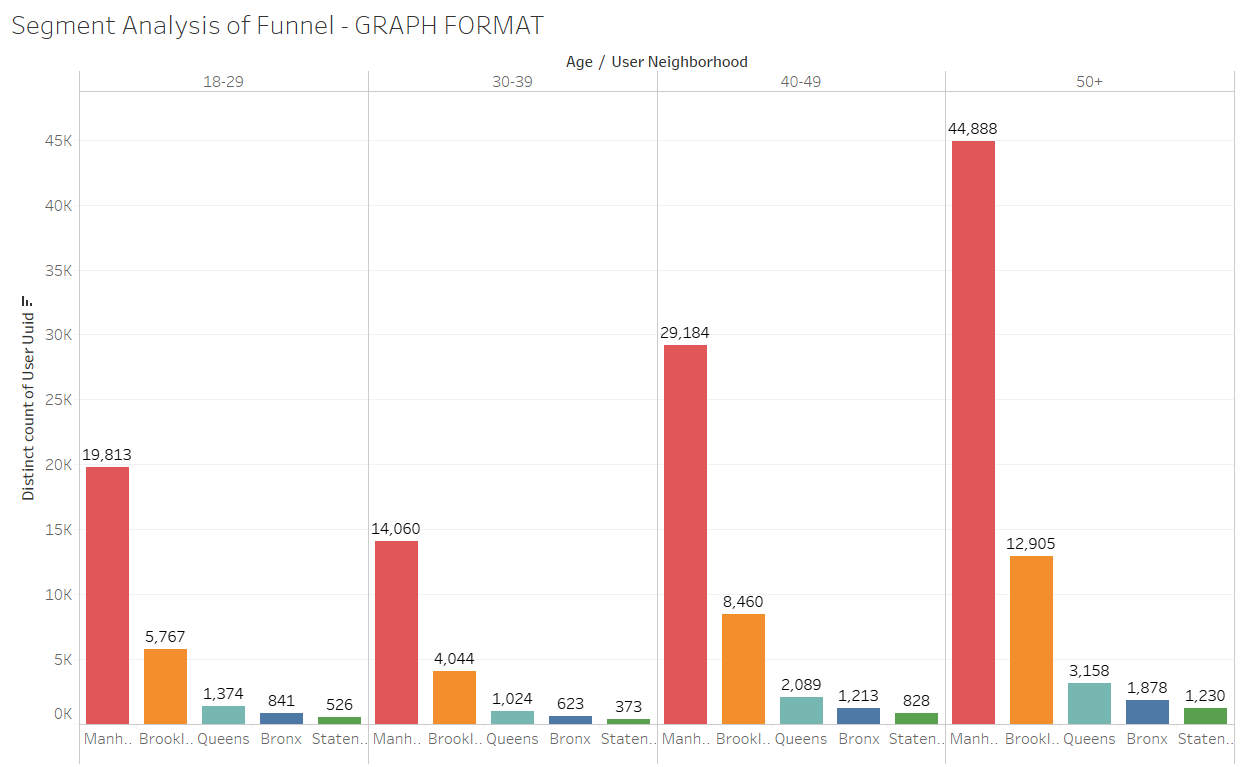 Segment Analysis of Funnel - GRAPH FORMAT
Age / User Neighborhood
18-29 30-39 40-49 50+
Distinct count of User Uuid
45K
40K
35K
30K
25K
20K
15K
10K
5K
0K
19,813
5,767
1,374
841
526
14,060
4,044
1,024
623
373
29,184
8,460
2,089
1,213
828
44,888
12,905
3,158
1,878
1,230
Manh.. Brookl.. Queens Bronx Staten.. Manh.. Brookl.. Queens Bronx Staten.. Manh.. Brookl.. Queens Bronx Staten.. Manh.. Brookl.. Queens Bronx Staten..